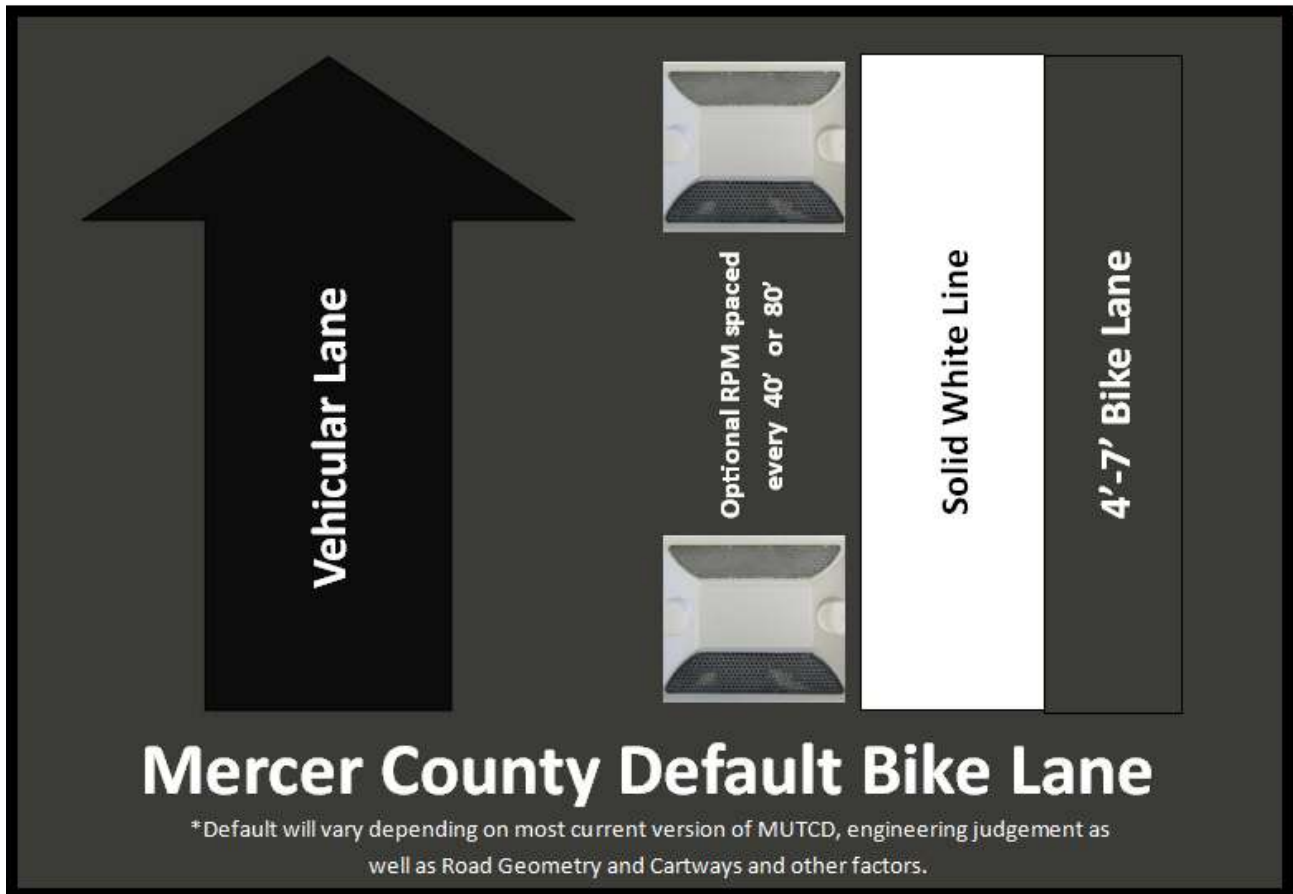 Vehicular Lane
Optional RPM spaced
every 40' or 80'
Solid White Line
4'-7' Bike Lane
Mercer County Default Bike Lane
*Default will vary depending on most current version of MUTCD, engineering judgement as
well as Road Geometry and Cartways and other factors.